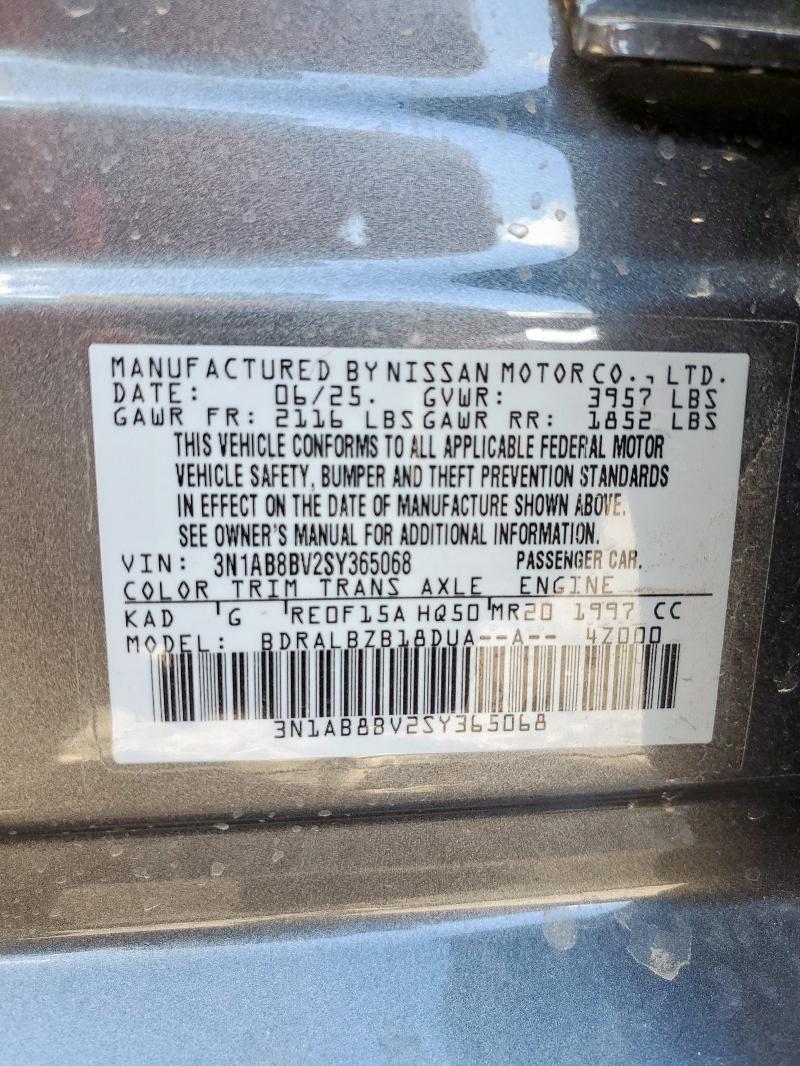 MANUFACTURED BY NISSAN MOTOR CO., LTD.
DATE: 06/25. GVWR: 3957 LBS
GAWR FR: 2116 LBS GAWR RR: 1852 LBS
THIS VEHICLE CONFORMS TO ALL APPLICABLE FEDERAL MOTOR
VEHICLE SAFETY, BUMPER AND THEFT PREVENTION STANDARDS
IN EFFECT ON THE DATE OF MANUFACTURE SHOWN ABOVE.
SEE OWNER'S MANUAL FOR ADDITIONAL INFORMATION.
VIN: 3N1AB8BV2SY365068 PASSENGER CAR.
COLOR TRIM TRANS AXLE ENGINE
KAD G RE0F15A HQ50 MR20 1997 CC
MODEL: BDRALBZB18DUA--A-- 4Z000
3N1AB8BV2SY365068